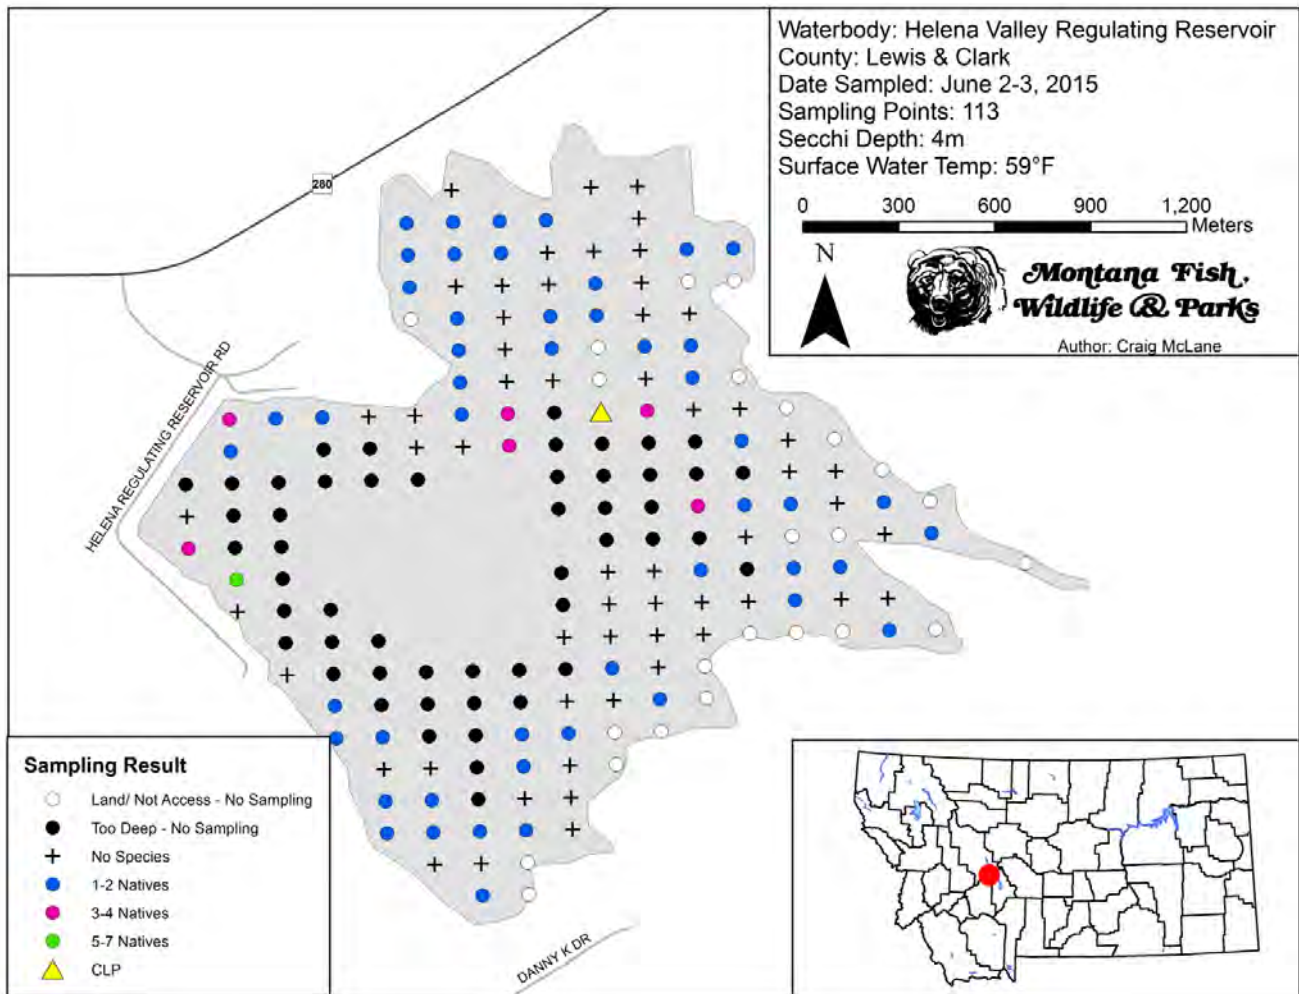 Waterbody: Helena Valley Regulating Reservoir
County: Lewis & Clark
Date Sampled: June 2-3, 2015
Sampling Points: 113
Secchi Depth: 4m
Surface Water Temp: 59°F
0 300 600 900 1,200
Meters
N
Montana Fish,
Wildlife & Parks
Author: Craig McLane
280
HELENA REGULATING RESERVOIR RD
DANNY K DR
Sampling Result
Land/ Not Access - No Sampling
Too Deep - No Sampling
No Species
1-2 Natives
3-4 Natives
5-7 Natives
CLP